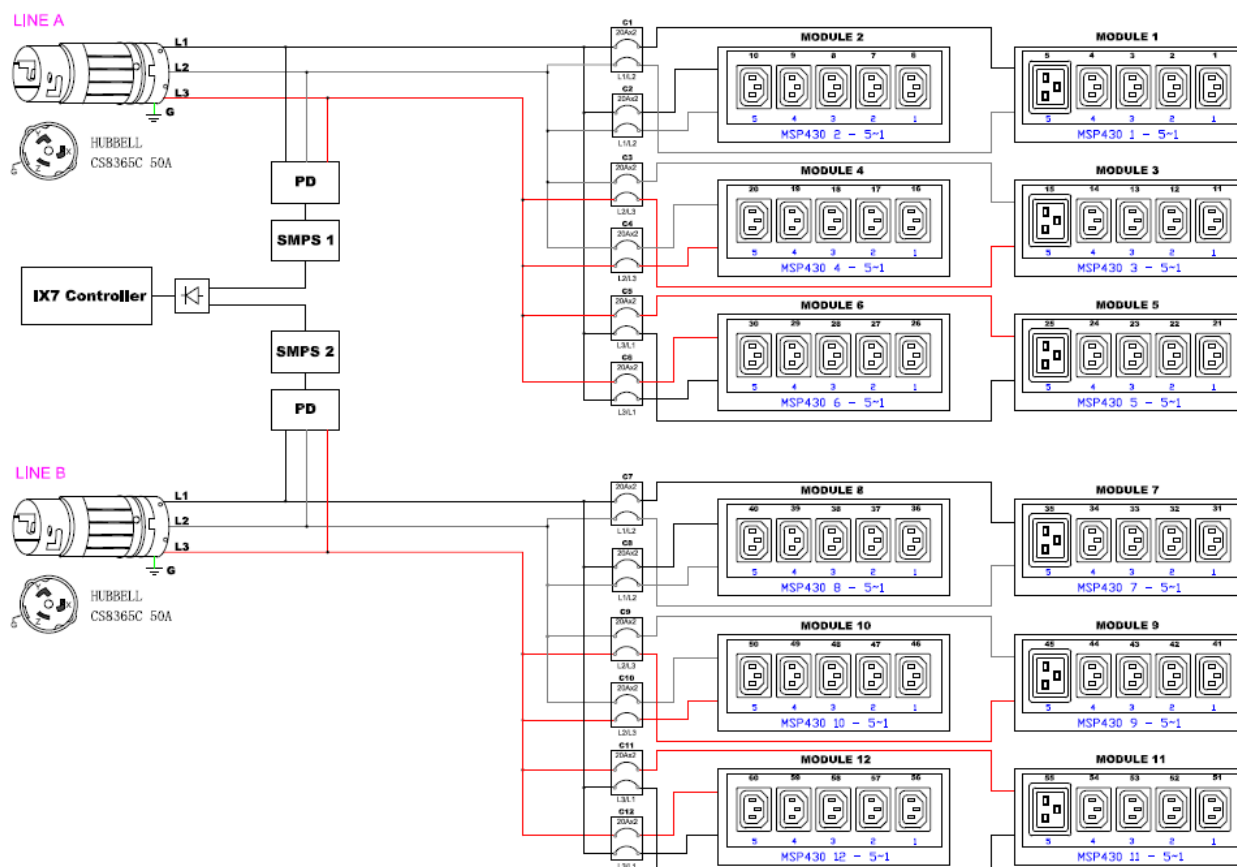 LINE A
L1
L2
L3
G
HUBBELL
CS8365C 50A
PD
SMPS 1
IX7 Controller
SMPS 2
PD
C1
20Ax2
L1/L2
C2
20Ax2
L1/L2
C3
20Ax2
L2/L3
C4
20Ax2
L2/L3
C5
20Ax2
L3/L1
C6
20Ax2
L3/L1
MODULE 2
10 9 8 7 6
5 4 3 2 1
MSP430 2 - 5~1
MODULE 1
5 4 3 2 1
5 4 3 2 1
MSP430 1 - 5~1
MODULE 4
20 19 18 17 16
5 4 3 2 1
MSP430 4 - 5~1
MODULE 3
15 14 13 12 11
5 4 3 2 1
MSP430 3 - 5~1
MODULE 6
30 29 28 27 26
5 4 3 2 1
MSP430 6 - 5~1
MODULE 5
25 24 23 22 21
5 4 3 2 1
MSP430 5 - 5~1
LINE B
L1
L2
L3
G
HUBBELL
CS8365C 50A
C7
20Ax2
L1/L2
C8
20Ax2
L1/L2
C9
20Ax2
L2/L3
C10
20Ax2
L2/L3
C11
20Ax2
L3/L1
C12
20Ax2
L3/L1
MODULE 8
40 39 38 37 36
5 4 3 2 1
MSP430 8 - 5~1
MODULE 7
35 34 33 32 31
5 4 3 2 1
MSP430 7 - 5~1
MODULE 10
50 49 48 47 46
5 4 3 2 1
MSP430 10 - 5~1
MODULE 9
45 44 43 42 41
5 4 3 2 1
MSP430 9 - 5~1
MODULE 12
60 59 58 57 56
5 4 3 2 1
MSP430 12 - 5~1
MODULE 11
55 54 53 52 51
5 4 3 2 1
MSP430 11 - 5~1